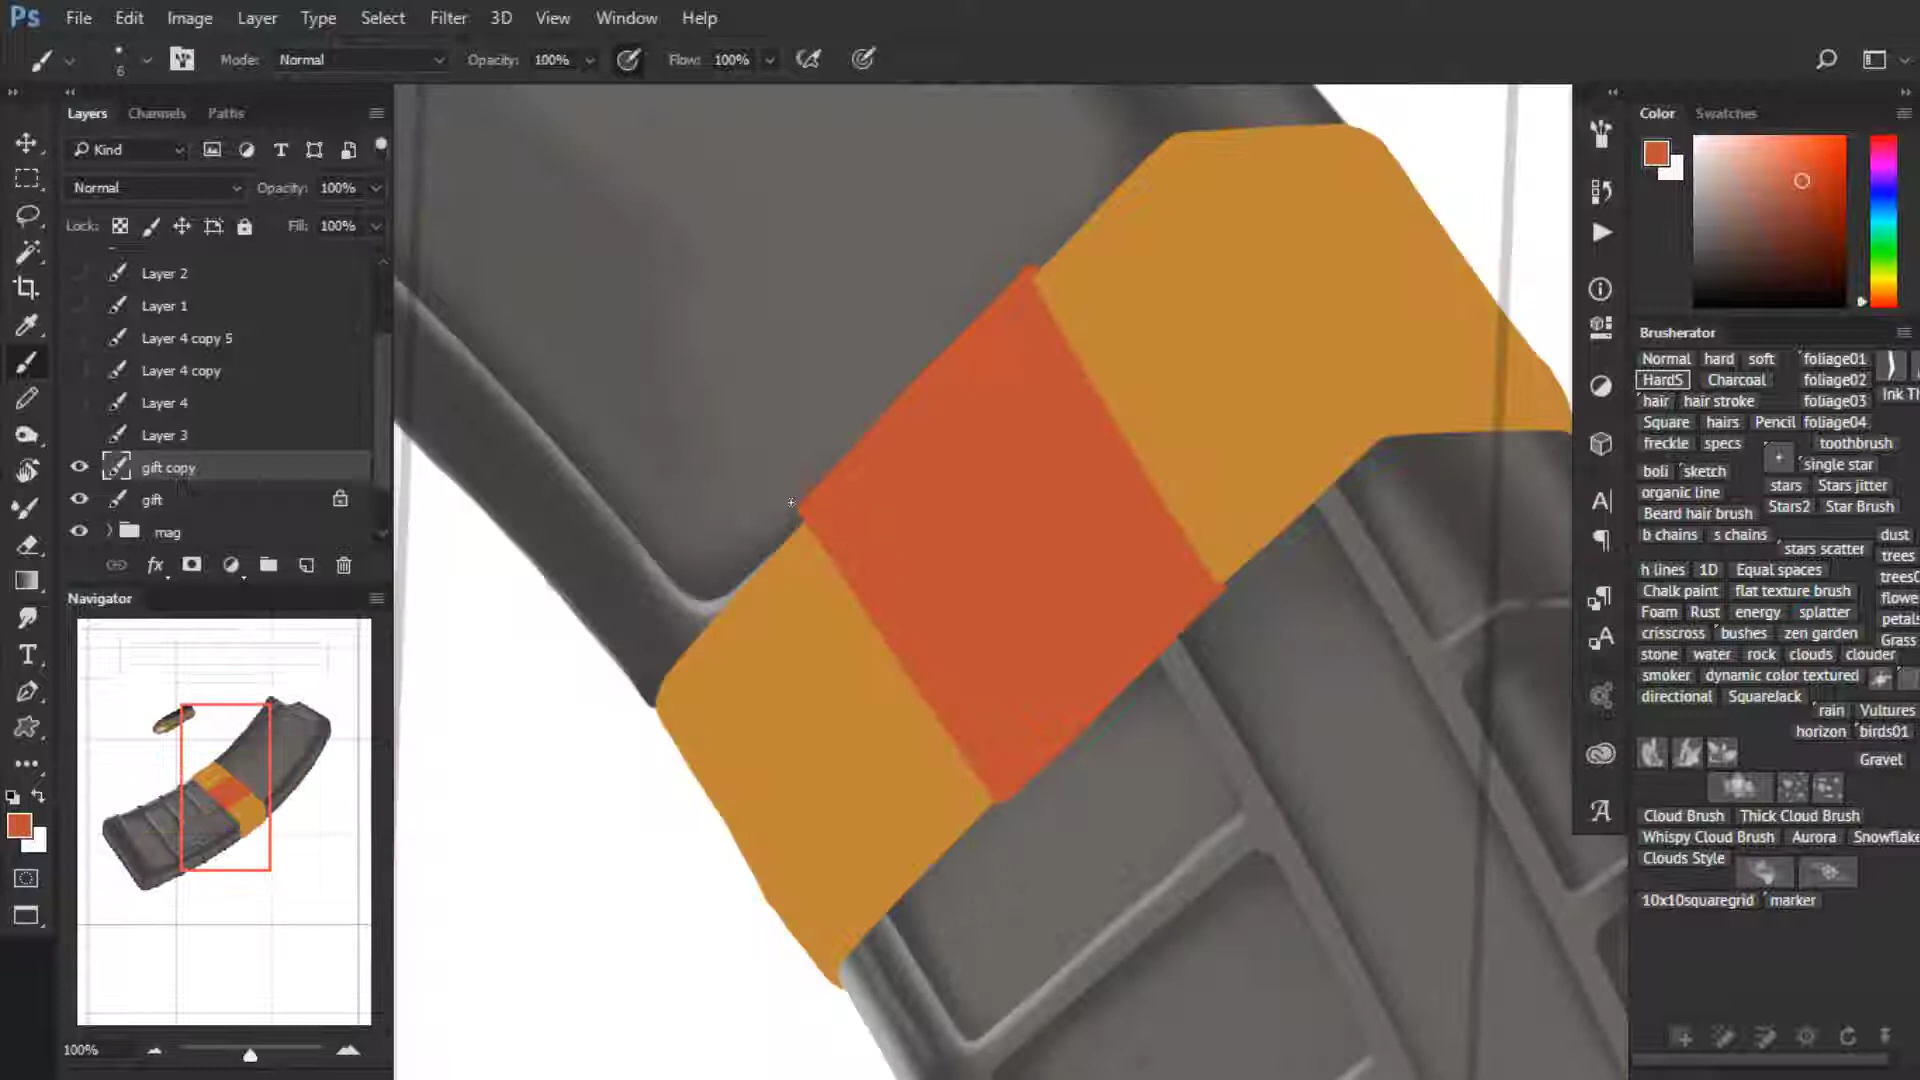 Ps File Edit Image Layer Type Select Filter 3D View Window Help
6 Mode: Normal Opacity: 100% Flow: 100%
Layers Channels Paths
Kind
Normal Opacity: 100%
Lock: Fill: 100%
Layer 2
Layer 1
Layer 4 copy 5
Layer 4 copy
Layer 4
Layer 3
gift copy
gift
mag
fx
Navigator
100%
Color Swatches
Brusherator
Normal hard soft foliage01
HardS Charcoal foliage02
Ink Th
hair hair stroke foliage03
Square hairs Pencil foliage04
freckle specs toothbrush
boli sketch single star
stars Stars jitter
organic line Stars2 Star Brush
Beard hair brush
b chains s chains dust
stars scatter trees
h lines 1D Equal spaces
Chalk paint flat texture brush
Foam Rust energy splatter
crisscross bushes zen garden Grass
stone water rock clouds clouder
smoker dynamic color textured
directional SquareJack
rain Vultures
horizon birds01
Gravel
Cloud Brush Thick Cloud Brush
Whispy Cloud Brush Aurora Snowflake
Clouds Style
10x10squaregrid marker